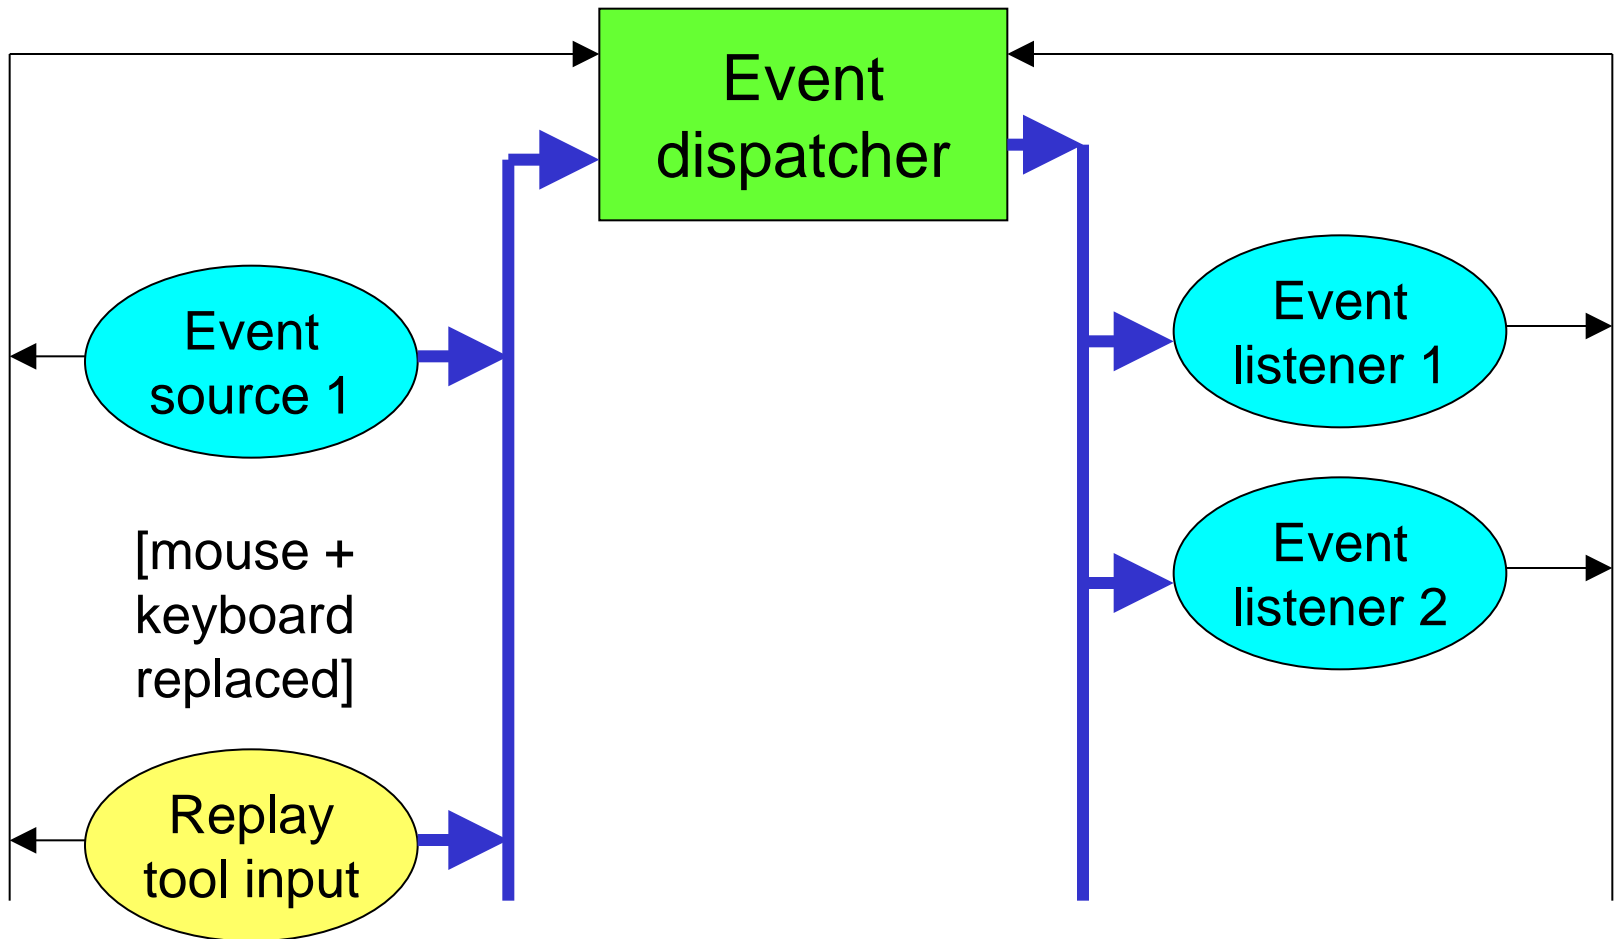 Event
dispatcher
Event
source 1
Event
listener 1
Event
listener 2
[mouse +
keyboard
replaced]
Replay
tool input